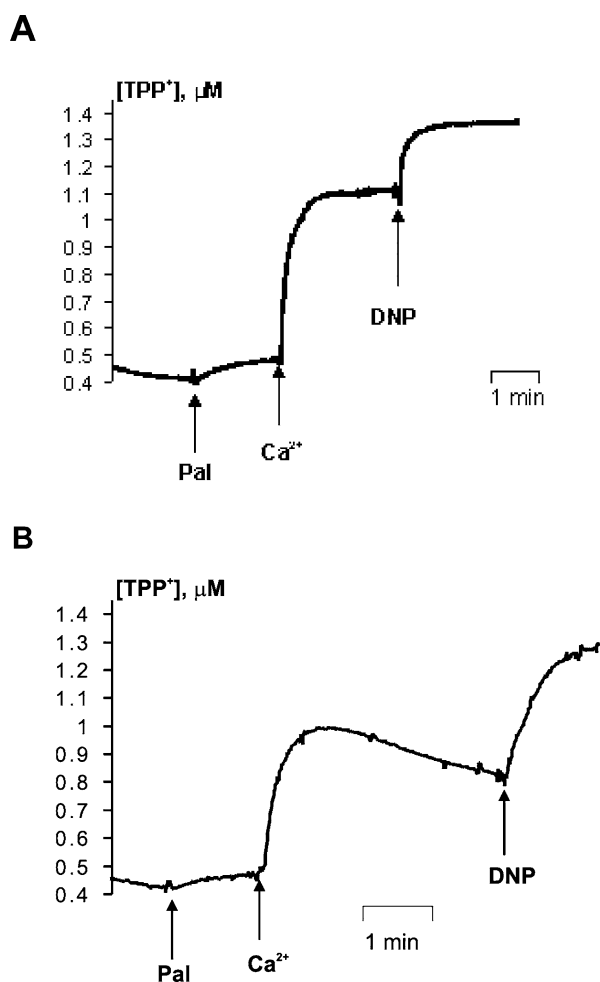 A
[TPP+], μM
1.4
1.3
1.2
1.1
1
0.9
0.8
0.7
0.6
0.5
0.4
DNP
1 min
Ca2+
Pal
B
[TPP+], μM
1.4
1.3
1.2
1.1
1
0.9
0.8
0.7
0.6
0.5
0.4
DNP
1 min
Ca2+
Pal